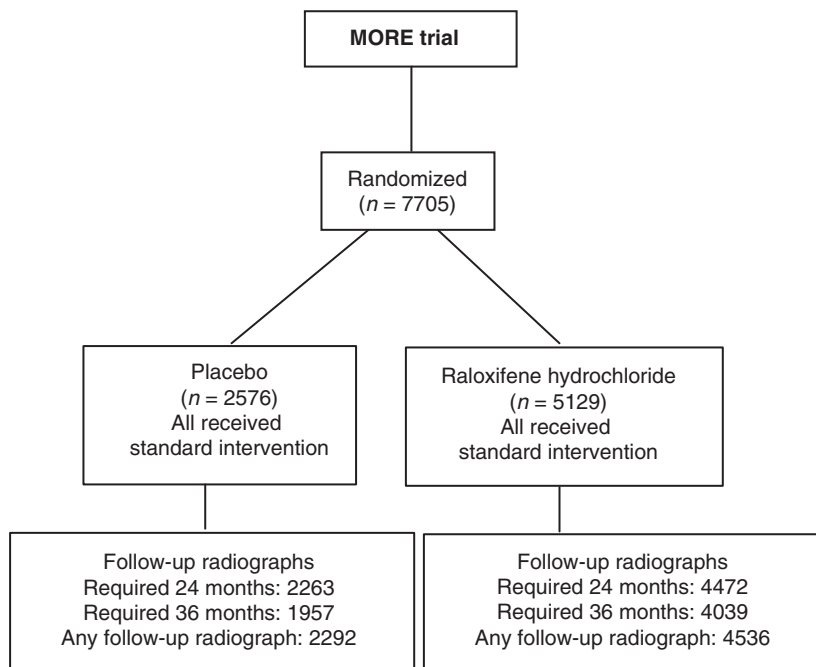 MORE trial
Randomized
(n = 7705)
Placebo
(n = 2576)
All received
standard intervention
Raloxifene hydrochloride
(n = 5129)
All received
standard intervention
Follow-up radiographs
Required 24 months: 2263
Required 36 months: 1957
Any follow-up radiograph: 2292
Follow-up radiographs
Required 24 months: 4472
Required 36 months: 4039
Any follow-up radiograph: 4536